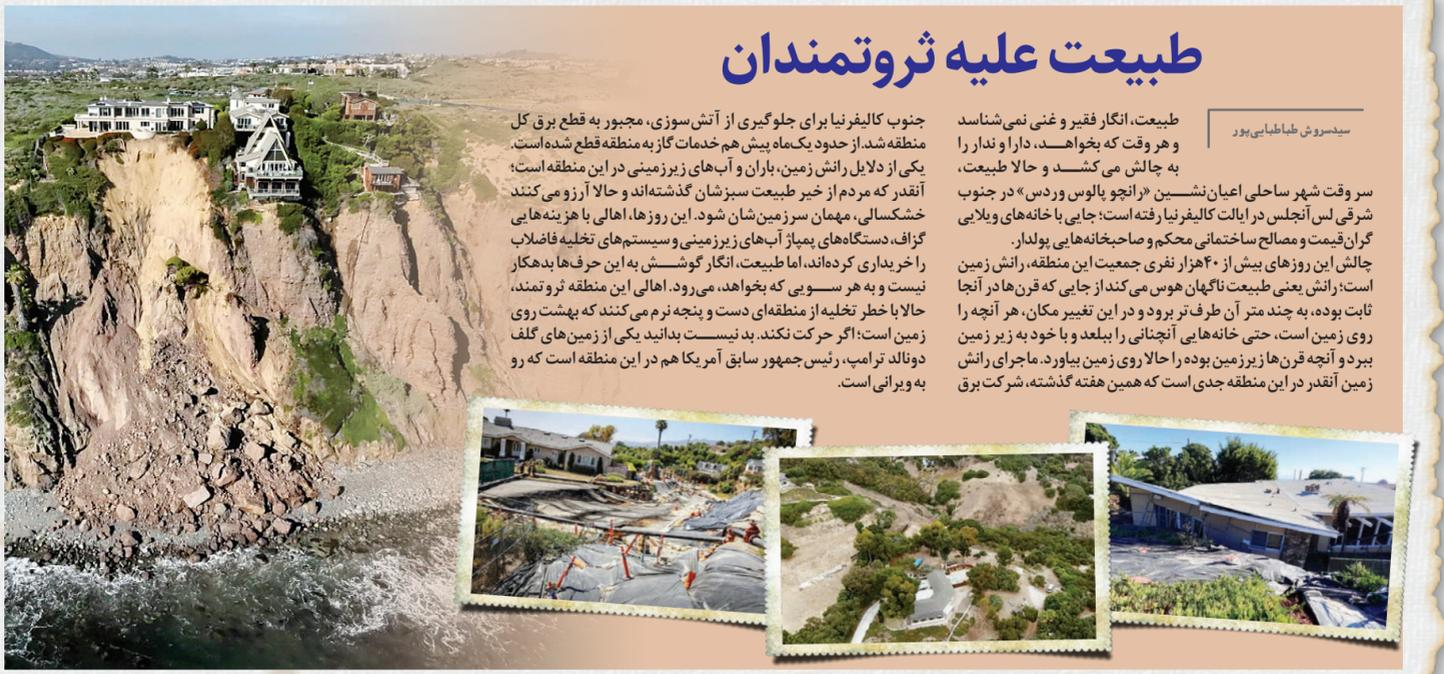 طبیعت علیه ثروتمندان
سیدسروش طباطبایی‌پور
طبیعت، انگار فقیر و غنی نمی‌شناسد
و هر وقت که بخواهد، دارا و ندار را
به چالش می‌کشد و حالا طبیعت،
سر وقت شهر ساحلی اعیان‌نشین «رانچو پالوس وردس» در جنوب
شرقی لس‌آنجلس در ایالت کالیفرنیا رفته است؛ جایی با خانه‌های ویلایی
گران‌قیمت و مصالح ساختمانی محکم و صاحبخانه‌هایی پولدار.
چالش این روزهای بیش از ۴۰هزار نفری جمعیت این منطقه، رانش زمین
است؛ رانش یعنی طبیعت ناگهان هوس می‌کند از جایی که قرن‌ها در آنجا
ثابت بوده، به چند متر آن طرف‌تر برود و در این تغییر مکان، هر آنچه را
روی زمین است، حتی خانه‌هایی آنچنانی را ببلعد و با خود به زیر زمین
ببرد و آنچه قرن‌ها زیر زمین بوده را حالا روی زمین بیاورد. ماجرای رانش
زمین آنقدر در این منطقه جدی است که همین هفته گذشته، شرکت برق
جنوب کالیفرنیا برای جلوگیری از آتش‌سوزی، مجبور به قطع برق کل
منطقه شد. از حدود یک‌ماه پیش هم خدمات گاز به منطقه قطع شده است.
یکی از دلایل رانش زمین، باران و آب‌های زیرزمینی در این منطقه است؛
آنقدر که مردم از خیر طبیعت سبزشان گذشته‌اند و حالا آرزو می‌کنند
خشکسالی، مهمان سرزمین‌شان شود. این روزها، اهالی با هزینه‌هایی
گزاف، دستگاه‌های پمپاژ آب‌های زیرزمینی و سیستم‌های تخلیه فاضلاب
را خریداری کرده‌اند، اما طبیعت، انگار گوشش به این حرف‌ها بدهکار
نیست و به هر سویی که بخواهد، می‌رود. اهالی این منطقه ثروتمند،
حالا با خطر تخلیه از منطقه‌ای دست و پنجه نرم می‌کنند که بهشت روی
زمین است؛ اگر حرکت نکند. بد نیست بدانید یکی از زمین‌های گلف
دونالد ترامپ، رئیس‌جمهور سابق آمریکا هم در این منطقه است که رو
به ویرانی است.